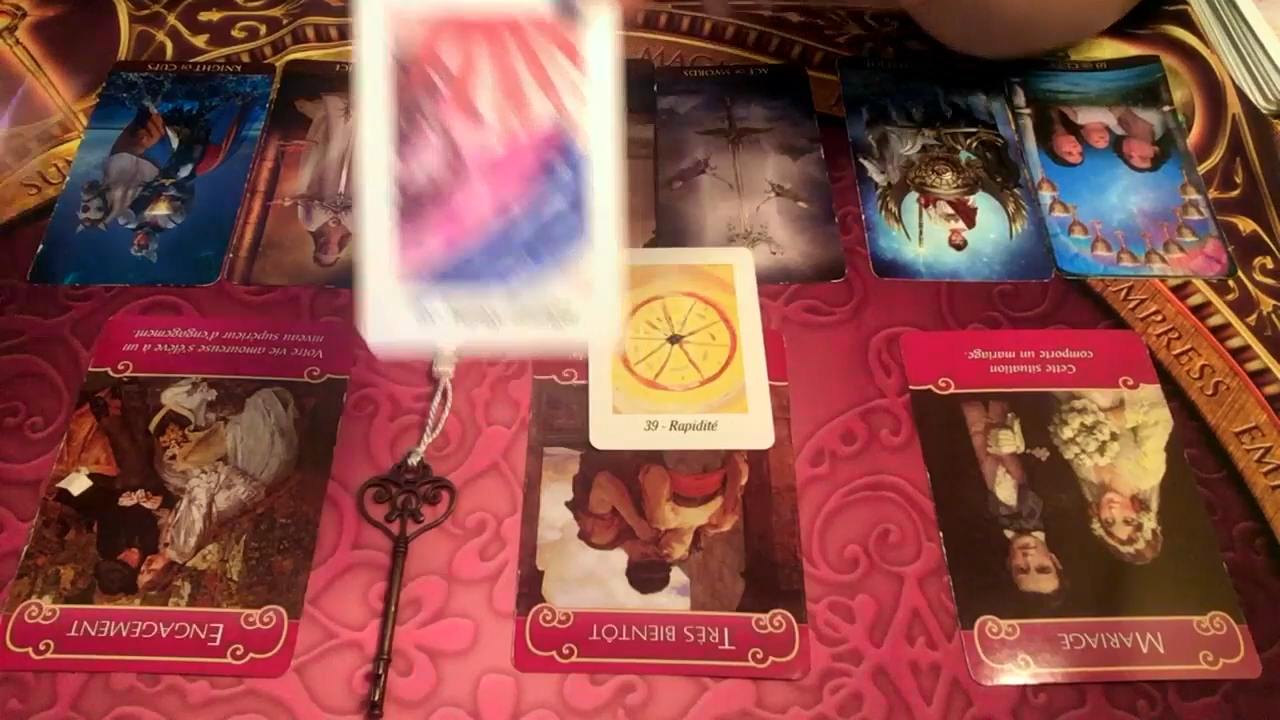 KNIGHT OF CUPS
ACE OF SWORDS
EMPRESS
Votre vie amoureuse s'élève à un
niveau supérieur d'engagement.
Cette situation
comporte un mariage.
39 - Rapidité
ENGAGEMENT
TRÈS BIENTÔT
MARIAGE